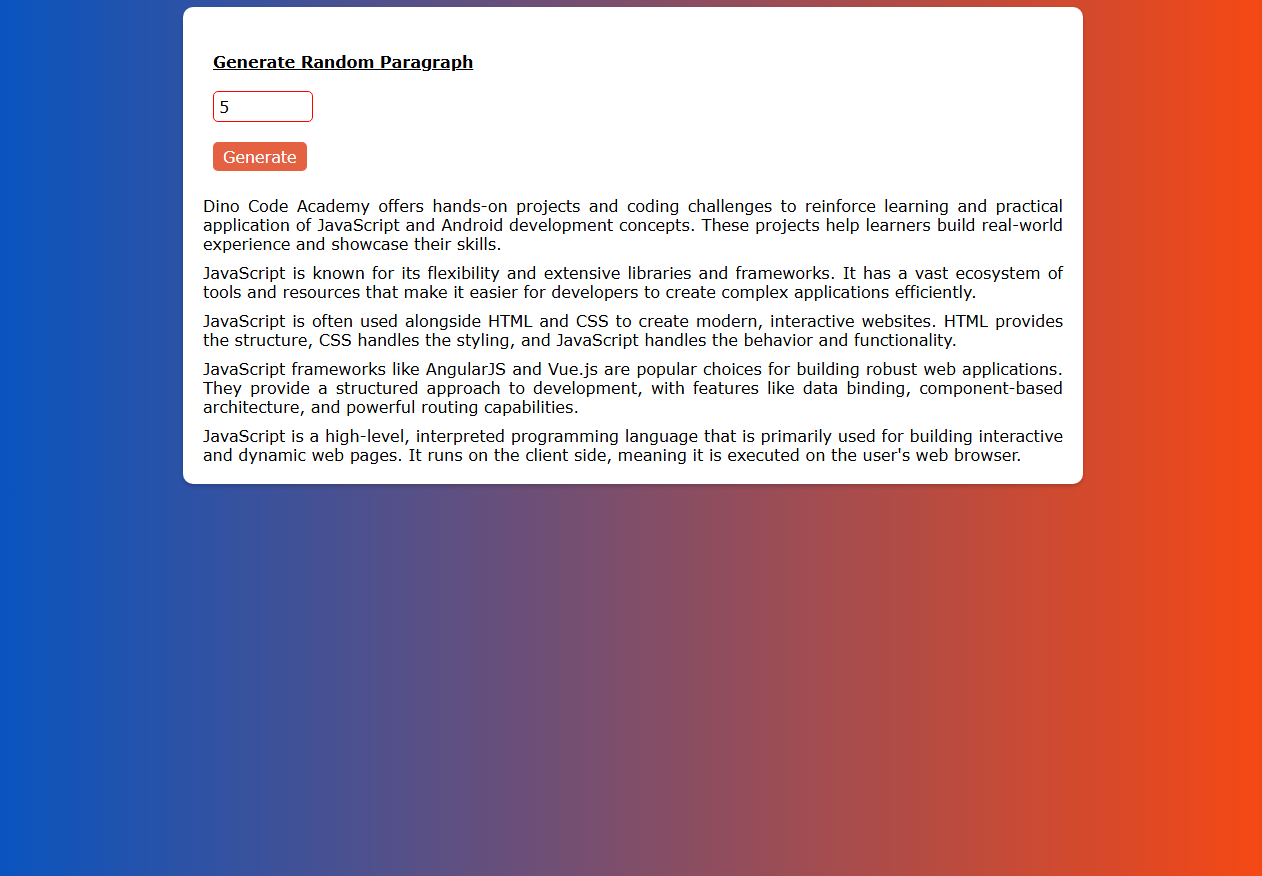 Generate Random Paragraph
5
Generate
Dino Code Academy offers hands-on projects and coding challenges to reinforce learning and practical
application of JavaScript and Android development concepts. These projects help learners build real-world
experience and showcase their skills.
JavaScript is known for its flexibility and extensive libraries and frameworks. It has a vast ecosystem of
tools and resources that make it easier for developers to create complex applications efficiently.
JavaScript is often used alongside HTML and CSS to create modern, interactive websites. HTML provides
the structure, CSS handles the styling, and JavaScript handles the behavior and functionality.
JavaScript frameworks like AngularJS and Vue.js are popular choices for building robust web applications.
They provide a structured approach to development, with features like data binding, component-based
architecture, and powerful routing capabilities.
JavaScript is a high-level, interpreted programming language that is primarily used for building interactive
and dynamic web pages. It runs on the client side, meaning it is executed on the user's web browser.